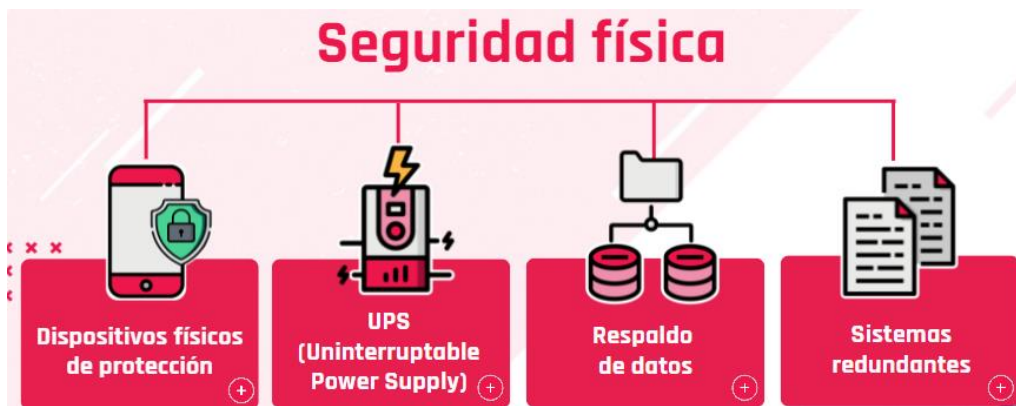 Seguridad física
Dispositivos físicos
de protección
UPS
(Uninterruptable
Power Supply)
Respaldo
de datos
Sistemas
redundantes